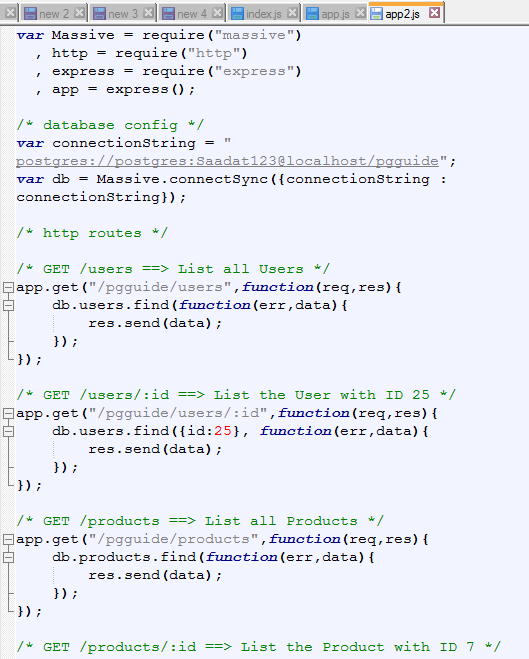 new 2 new 3 new 4 index.js app.js app2.js
var Massive = require("massive")
  , http = require("http")
  , express = require("express")
  , app = express();

/* database config */
var connectionString = "
postgres://postgres:Saadat123@localhost/pgguide";
var db = Massive.connectSync({connectionString :
connectionString});

/* http routes */

/* GET /users ==> List all Users */
app.get("/pgguide/users",function(req,res){
    db.users.find(function(err,data){
        res.send(data);
    });
});

/* GET /users/:id ==> List the User with ID 25 */
app.get("/pgguide/users/:id",function(req,res){
    db.users.find({id:25}, function(err,data){
        res.send(data);
    });
});

/* GET /products ==> List all Products */
app.get("/pgguide/products",function(req,res){
    db.products.find(function(err,data){
        res.send(data);
    });
});

/* GET /products/:id ==> List the Product with ID 7 */